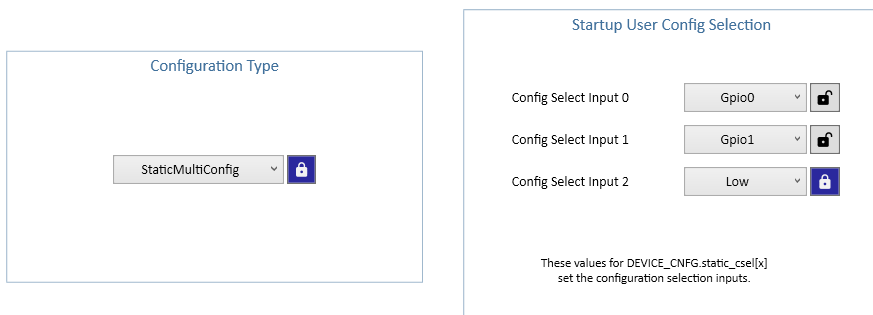 Configuration Type
StaticMultiConfig
Startup User Config Selection
Config Select Input 0 Gpio0
Config Select Input 1 Gpio1
Config Select Input 2 Low
These values for DEVICE_CNFG.static_csel[x]
set the configuration selection inputs.